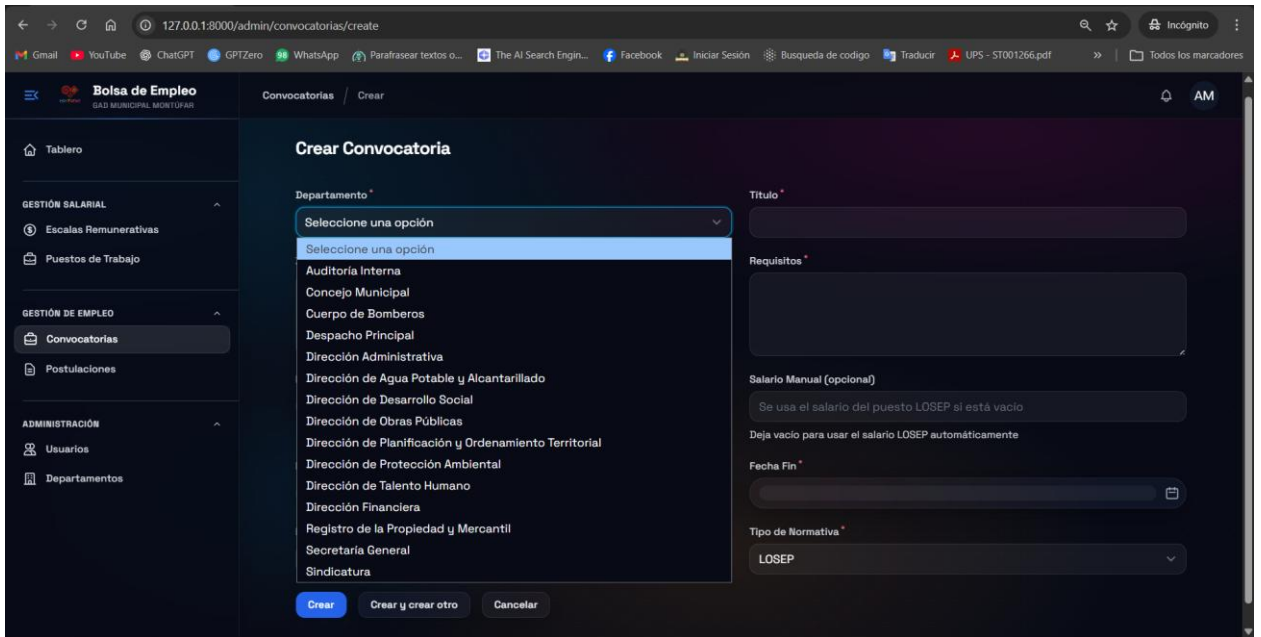 127.0.0.1:8000/admin/convocatorias/create
Incógnito
Gmail
YouTube
ChatGPT
GPTZero
98
WhatsApp
Parafrasear textos o...
The AI Search Engin...
Facebook
Iniciar Sesión
Busqueda de codigo
Traducir
UPS - ST001266.pdf
»
Todos los marcadores
Bolsa de Empleo
GAD MUNICIPAL MONTÚFAR
Convocatorias / Crear
AM
Tablero
GESTIÓN SALARIAL
Escalas Remunerativas
Puestos de Trabajo
GESTIÓN DE EMPLEO
Convocatorias
Postulaciones
ADMINISTRACIÓN
Usuarios
Departamentos
Crear Convocatoria
Departamento*
Seleccione una opción
Seleccione una opción
Auditoría Interna
Concejo Municipal
Cuerpo de Bomberos
Despacho Principal
Dirección Administrativa
Dirección de Agua Potable y Alcantarillado
Dirección de Desarrollo Social
Dirección de Obras Públicas
Dirección de Planificación y Ordenamiento Territorial
Dirección de Protección Ambiental
Dirección de Talento Humano
Dirección Financiera
Registro de la Propiedad y Mercantil
Secretaría General
Sindicatura
Título*
Requisitos*
Salario Manual (opcional)
Se usa el salario del puesto LOSEP si está vacío
Deja vacío para usar el salario LOSEP automáticamente
Fecha Fin*
Tipo de Normativa*
LOSEP
Crear
Crear y crear otro
Cancelar